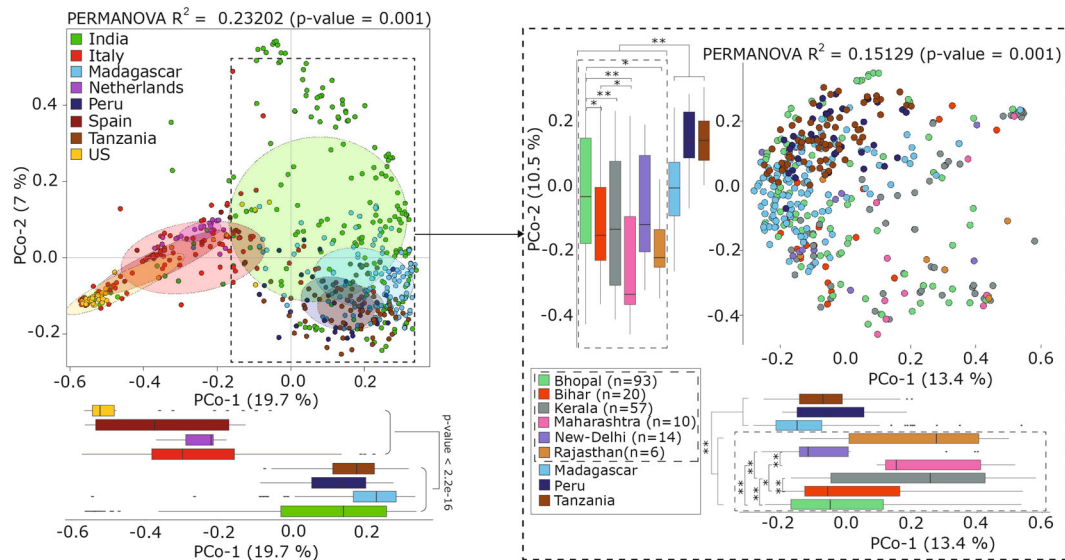 PERMANOVA R² = 0.23202 (p-value = 0.001)
India
Italy
Madagascar
Netherlands
Peru
Spain
Tanzania
US
PCo-2 (7 %)
0.4
0.2
0.0
-0.2
-0.6
-0.4
-0.2
0.0
0.2
PCo-1 (19.7 %)
p-value < 2.2e-16
-0.6
-0.4
-0.2
0.0
0.2
PCo-1 (19.7 %)
PERMANOVA R² = 0.15129 (p-value = 0.001)
**
*
**
*
**
*
PCo-2 (10.5 %)
0.2
0.0
-0.2
-0.4
0.2
0.0
-0.2
-0.4
-0.2
0.0
0.2
0.4
0.6
PCo-1 (13.4 %)
Bhopal (n=93)
Bihar (n=20)
Kerala (n=57)
Maharashtra (n=10)
New-Delhi (n=14)
Rajasthan(n=6)
Madagascar
Peru
Tanzania
**
**
**
*
*
**
**
-0.2
0.0
0.2
0.4
0.6
PCo-1 (13.4 %)